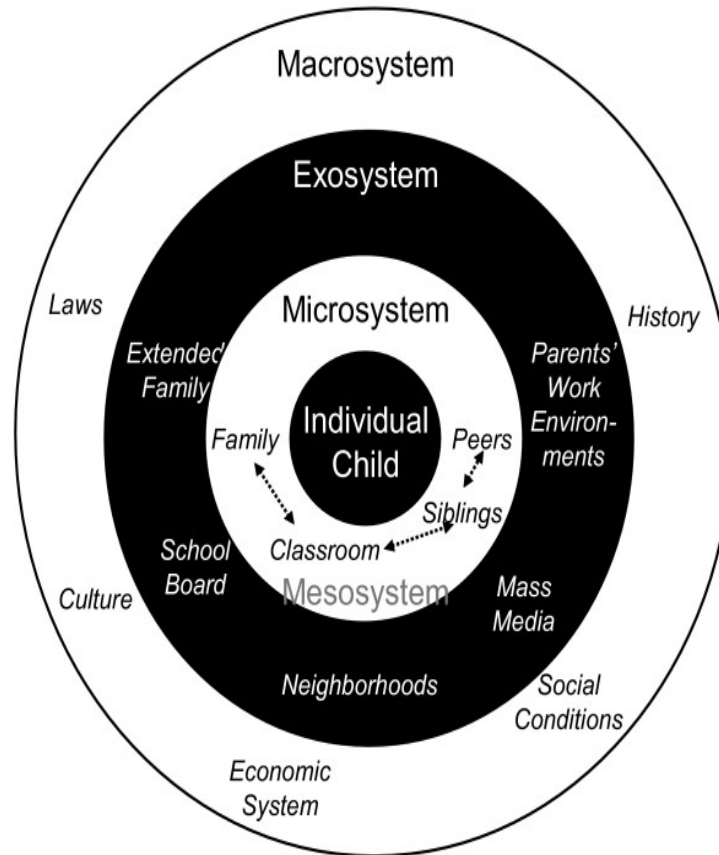 Macrosystem
Exosystem
Microsystem
Laws
History
Extended
Family
Parents'
Work
Environ-
ments
Individual
Child
Family
Peers
Siblings
Classroom
School
Board
Mesosystem
Culture
Mass
Media
Neighborhoods
Social
Conditions
Economic
System